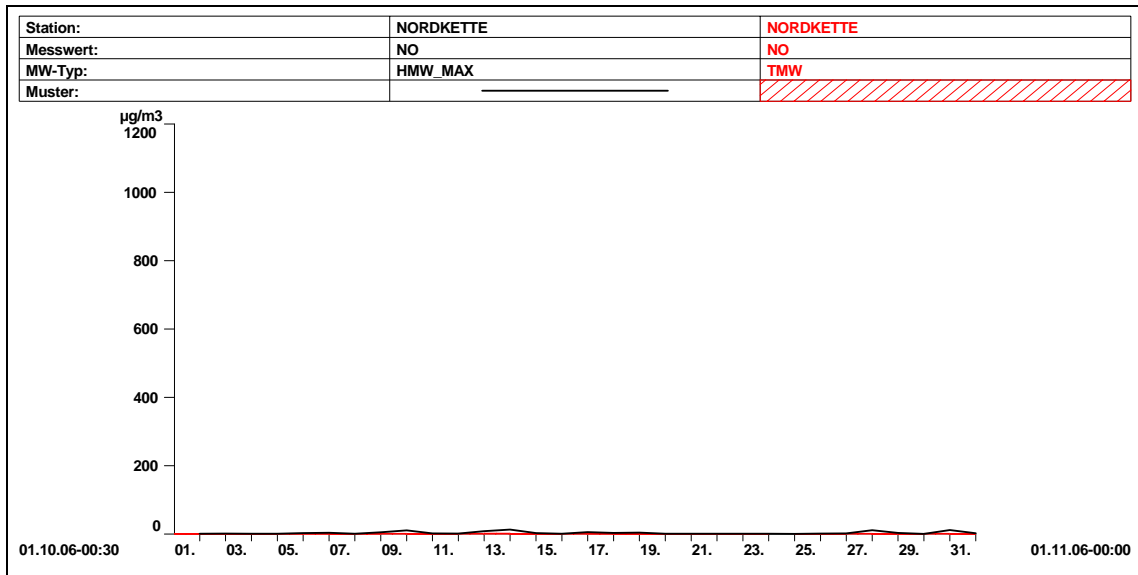 Station: NORDKETTE NORDKETTE
Messwert: NO NO
MW-Typ: HMW_MAX TMW
Muster:
µg/m3
1200
1000
800
600
400
200
0
01.10.06-00:30 01. 03. 05. 07. 09. 11. 13. 15. 17. 19. 21. 23. 25. 27. 29. 31. 01.11.06-00:00